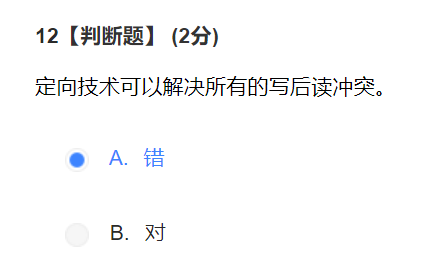 12【判断题】 (2分)
定向技术可以解决所有的写后读冲突。
A. 错
B. 对